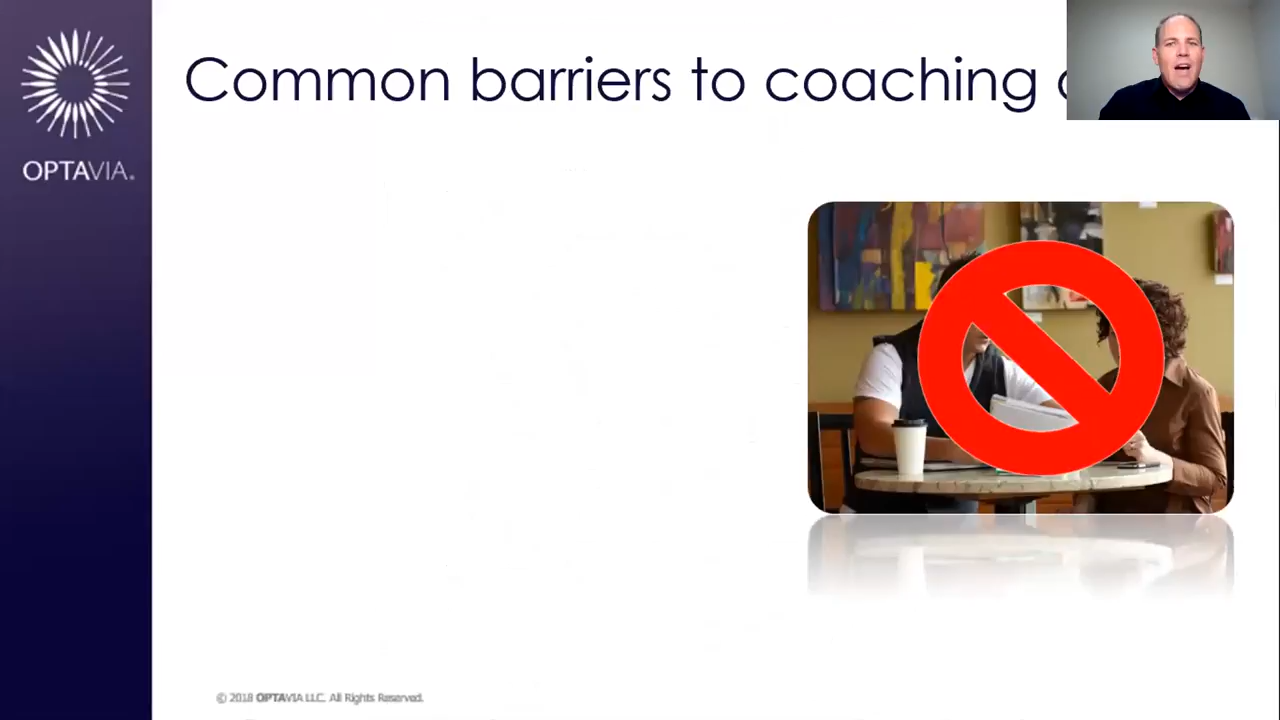 Common barriers to coaching
OPTAVIA.
© 2018 OPTAVIA LLC. All Rights Reserved.